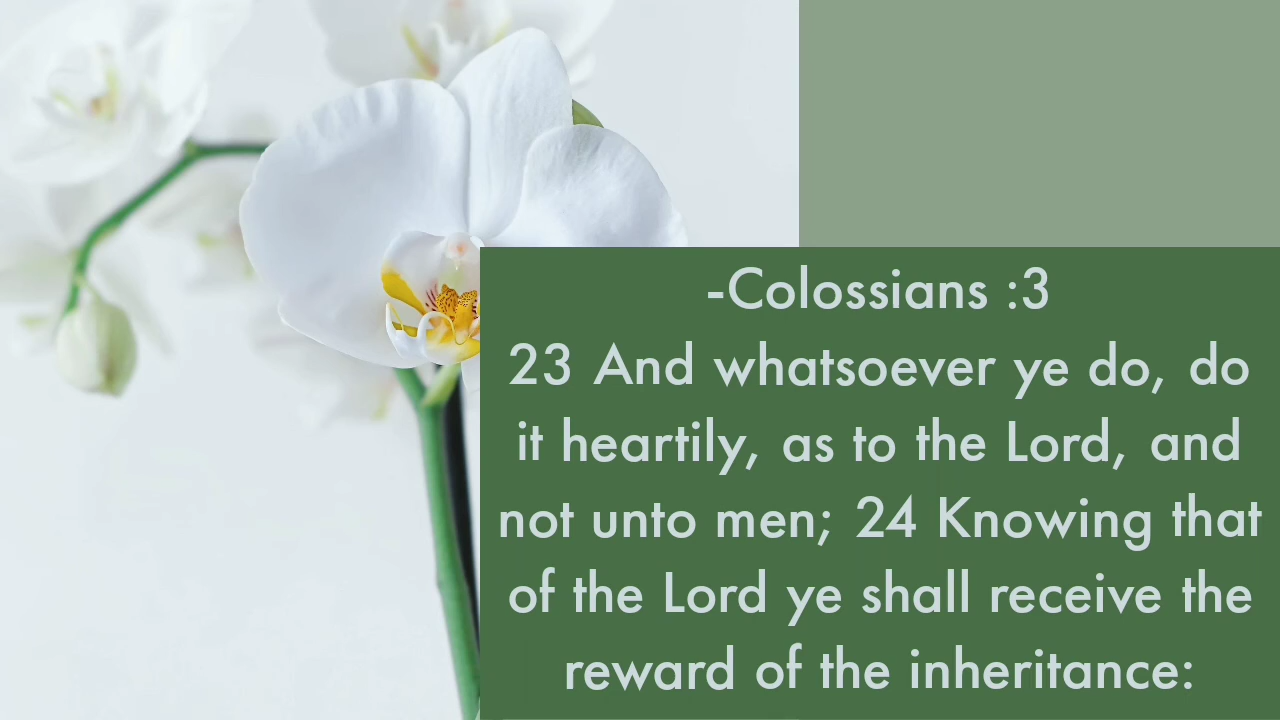 -Colossians :3
23 And whatsoever ye do, do
it heartily, as to the Lord, and
not unto men; 24 Knowing that
of the Lord ye shall receive the
reward of the inheritance: